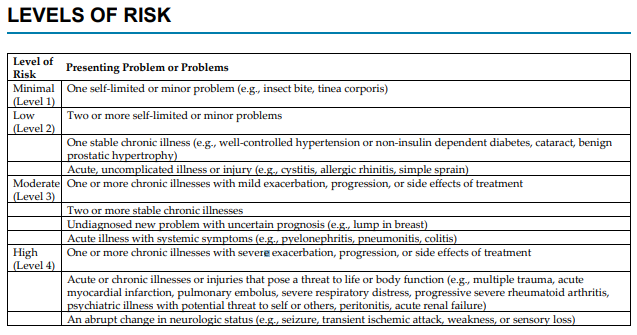 LEVELS OF RISK
Level of Risk Presenting Problem or Problems
Minimal (Level 1) One self-limited or minor problem (e.g., insect bite, tinea corporis)
Low (Level 2) Two or more self-limited or minor problems
One stable chronic illness (e.g., well-controlled hypertension or non-insulin dependent diabetes, cataract, benign
prostatic hypertrophy)
Acute, uncomplicated illness or injury (e.g., cystitis, allergic rhinitis, simple sprain)
Moderate (Level 3) One or more chronic illnesses with mild exacerbation, progression, or side effects of treatment
Two or more stable chronic illnesses
Undiagnosed new problem with uncertain prognosis (e.g., lump in breast)
Acute illness with systemic symptoms (e.g., pyelonephritis, pneumonitis, colitis)
High (Level 4) One or more chronic illnesses with severe exacerbation, progression, or side effects of treatment
Acute or chronic illnesses or injuries that pose a threat to life or body function (e.g., multiple trauma, acute
myocardial infarction, pulmonary embolus, severe respiratory distress, progressive severe rheumatoid arthritis,
psychiatric illness with potential threat to self or others, peritonitis, acute renal failure)
An abrupt change in neurologic status (e.g., seizure, transient ischemic attack, weakness, or sensory loss)